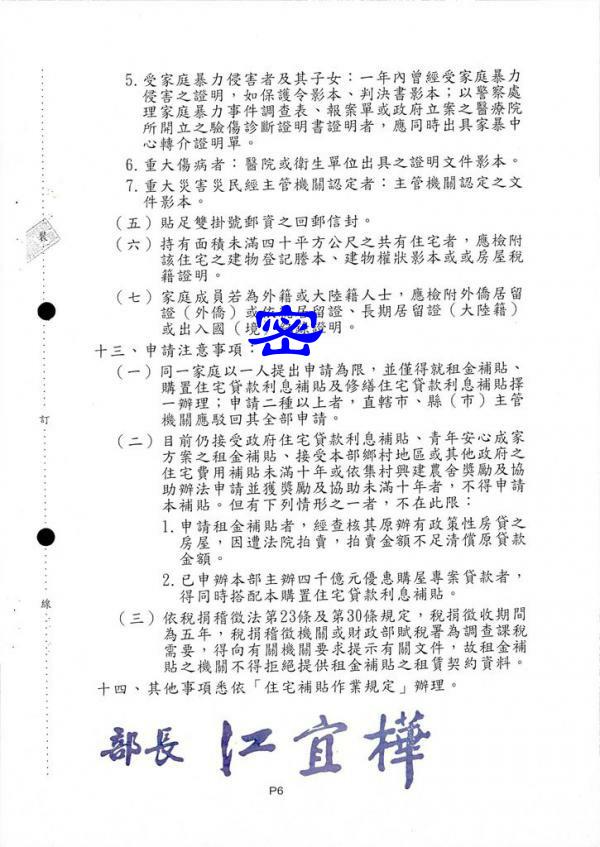 5.受家庭暴力侵害者及其子女：一年內曾經受家庭暴力
侵害之證明，如保護令影本、判決書影本；以警察處
理家庭暴力事件調查表、報案單或政府立案之醫療院
所開立之驗傷診斷證明書證明者，應同時出具家暴中
心轉介證明單。
6.重大傷病者：醫院或衛生單位出具之證明文件影本。
7.重大災害災民經主管機關認定者：主管機關認定之文
件影本。
（五）貼足雙掛號郵資之回郵信封。
（六）持有面積未滿四十平方公尺之共有住宅者，應檢附
該住宅之建物登記謄本、建物權狀影本或或房屋稅
籍證明。
（七）家庭成員若為外籍或大陸籍人士，應檢附外僑居留
證（外僑）或依 居留證、長期居留證（大陸籍）
或出入國（境） 證明。
密
十三、申請注意事項：
（一）同一家庭以一人提出申請為限，並僅得就租金補貼、
購置住宅貸款利息補貼及修繕住宅貸款利息補貼擇
一辦理；申請二種以上者，直轄市、縣（市）主管
機關應駁回其全部申請。
（二）目前仍接受政府住宅貸款利息補貼、青年安心成家
方案之租金補貼、接受本部鄉村地區或其他政府之
住宅費用補貼未滿十年或依集村興建農舍獎勵及協
助辦法申請並獲獎勵及協助未滿十年者，不得申請
本補貼。但有下列情形之一者，不在此限：
1.申請租金補貼者，經查核其原辦有政策性房貸之
房屋，因遭法院拍賣，拍賣金額不足清償原貸款
金額。
2.已申辦本部主辦四千億元優惠購屋專案貸款者，
得同時搭配本購置住宅貸款利息補貼。
（三）依稅捐稽徵法第23條及第30條規定，稅捐徵收期間
為五年，稅捐稽徵機關或財政部賦稅署為調查課稅
需要，得向有關機關要求提示有關文件，故租金補
貼之機關不得拒絕提供租金補貼之租賃契約資料。
十四、其他事項悉依「住宅補貼作業規定」辦理。
部長 江宜樺
P6
裝
訂
線